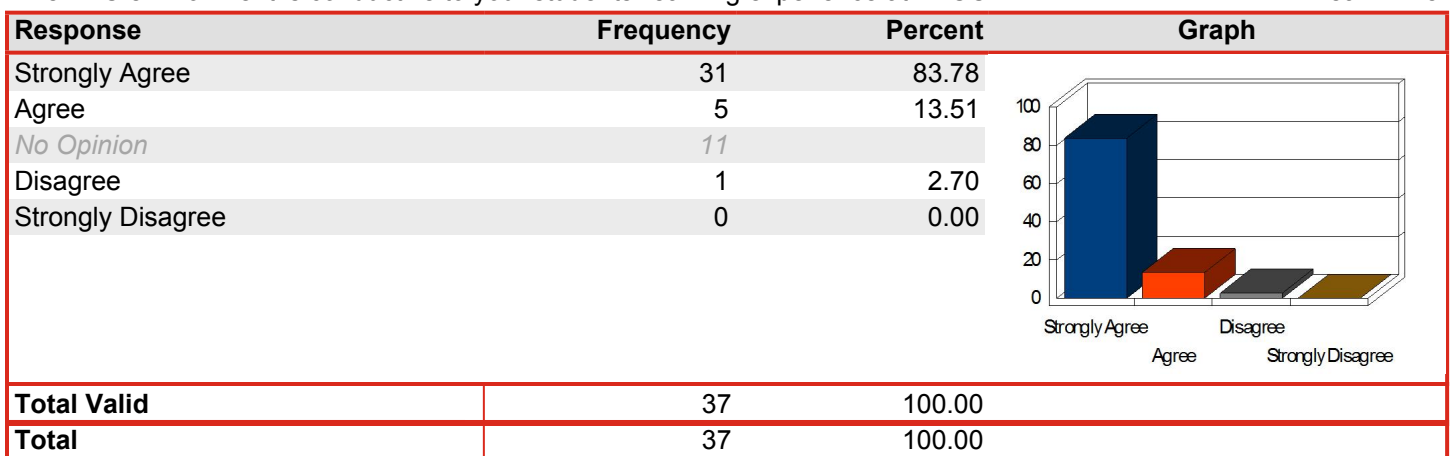 Response Frequency Percent Graph
Strongly Agree 31 83.78
Agree 5 13.51
No Opinion 11
Disagree 1 2.70
Strongly Disagree 0 0.00
100
80
60
40
20
0
Strongly Agree Disagree
Agree Strongly Disagree
Total Valid 37 100.00
Total 37 100.00